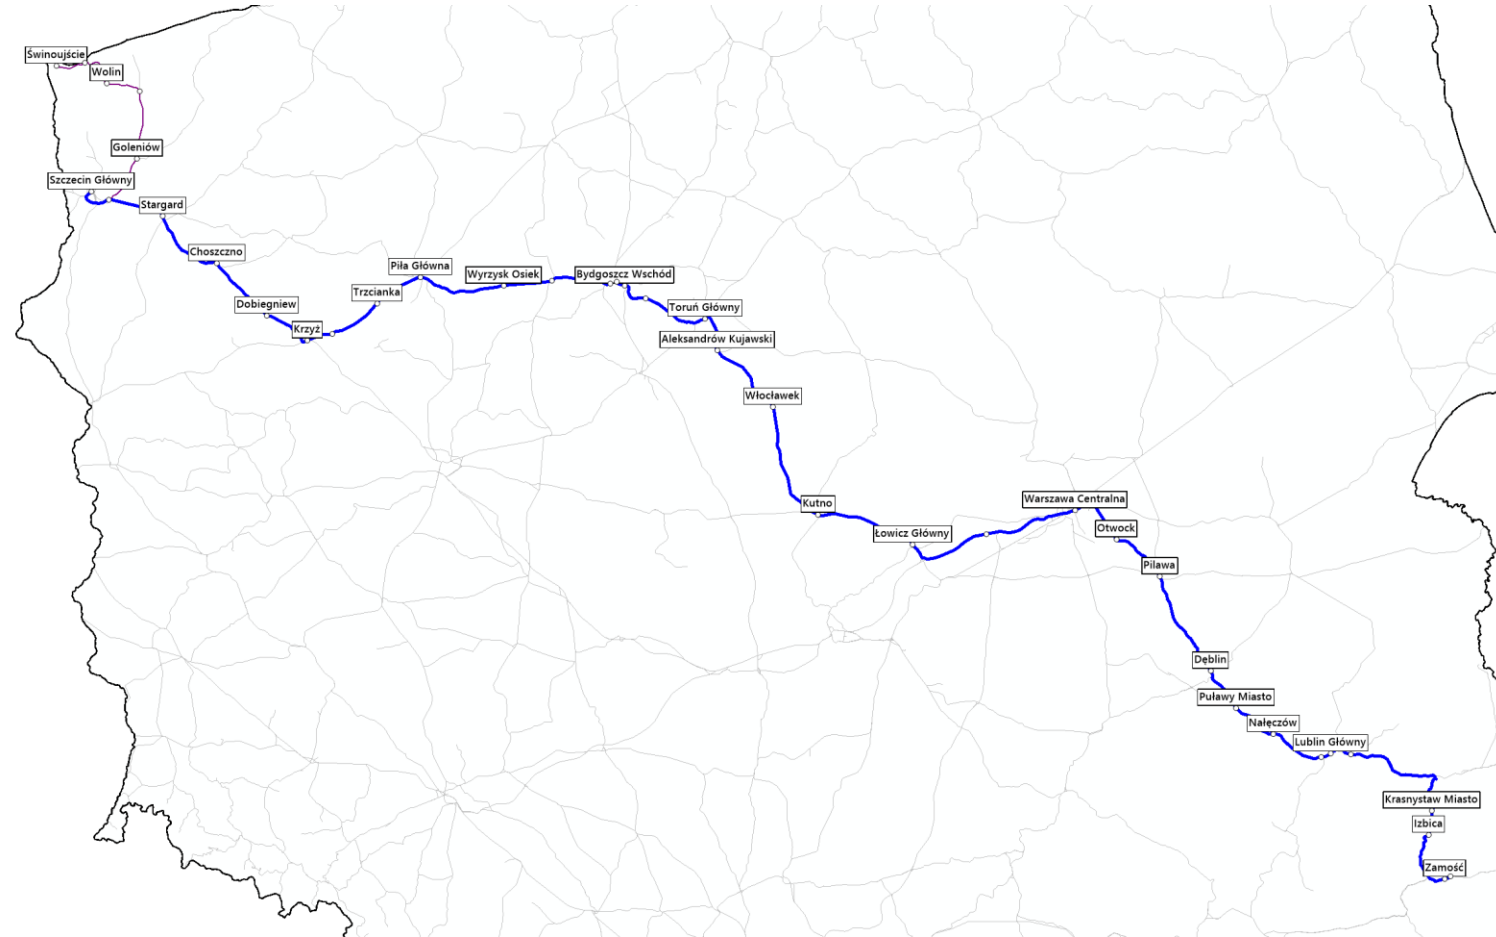 Świnoujście
Wolin
Goleniów
Szczecin Główny
Stargard
Choszczno
Dobiegniew
Krzyż
Trzcianka
Piła Główna
Wyrzysk Osiek
Bydgoszcz Wschód
Toruń Główny
Aleksandrów Kujawski
Włocławek
Kutno
Łowicz Główny
Warszawa Centralna
Otwock
Pilawa
Dęblin
Puławy Miasto
Nałęczów
Lublin Główny
Krasnystaw Miasto
Izbica
Zamość